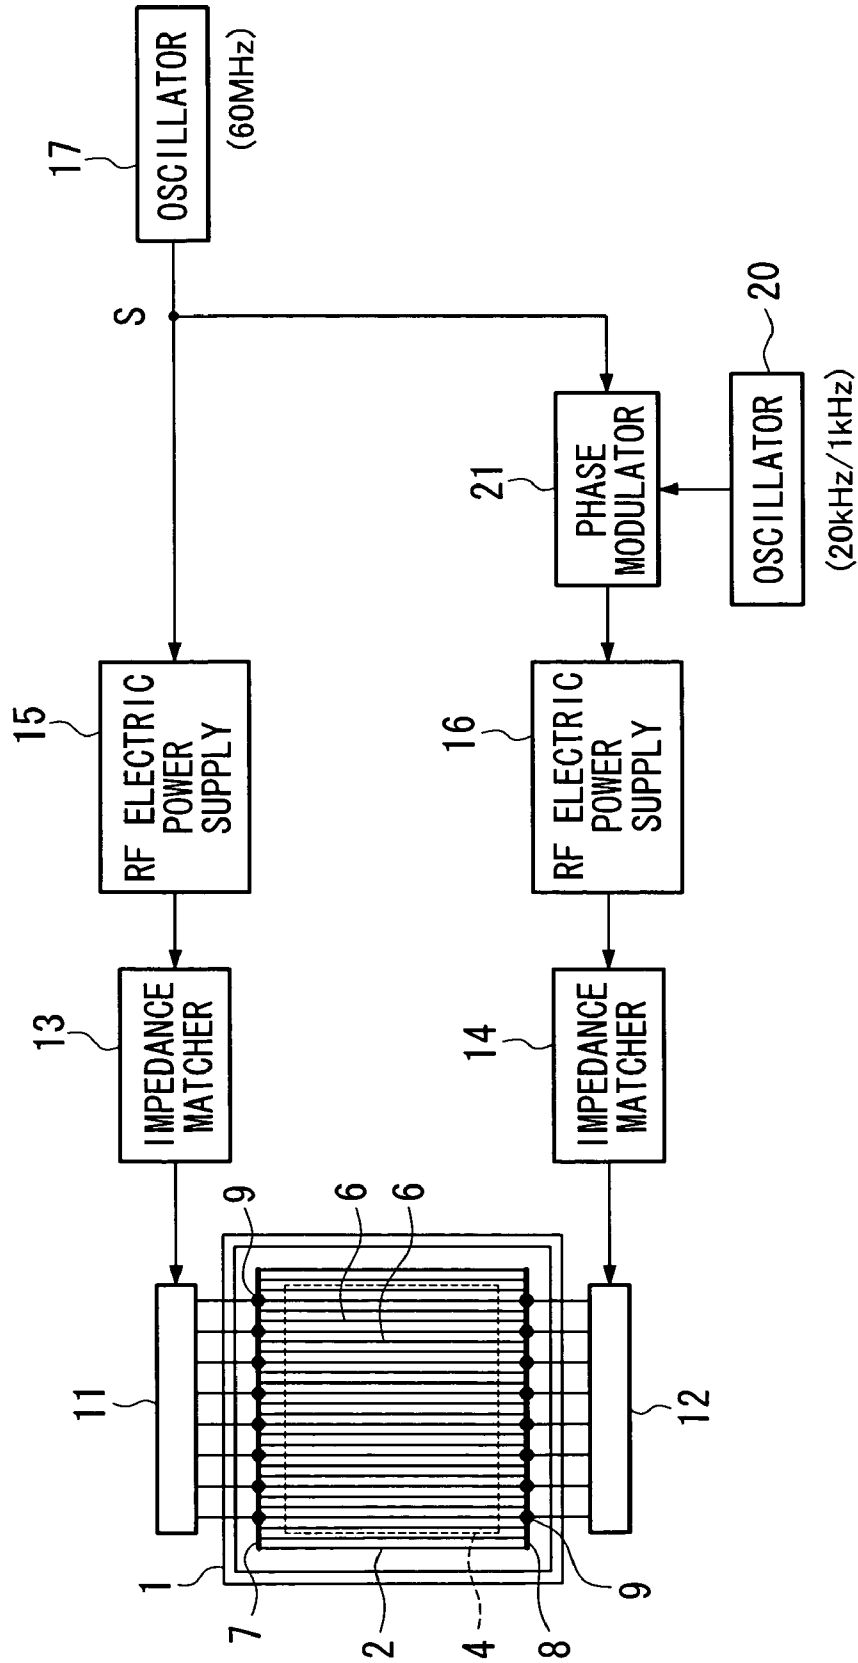 17
OSCILLATOR
(60MHz)
S
20
OSCILLATOR
(20kHz/1kHz)
21
PHASE
MODULATOR
15
RF ELECTRIC
POWER
SUPPLY
16
RF ELECTRIC
POWER
SUPPLY
13
IMPEDANCE
MATCHER
14
IMPEDANCE
MATCHER
11
9
6
6
12
1
7
2
4
8
9